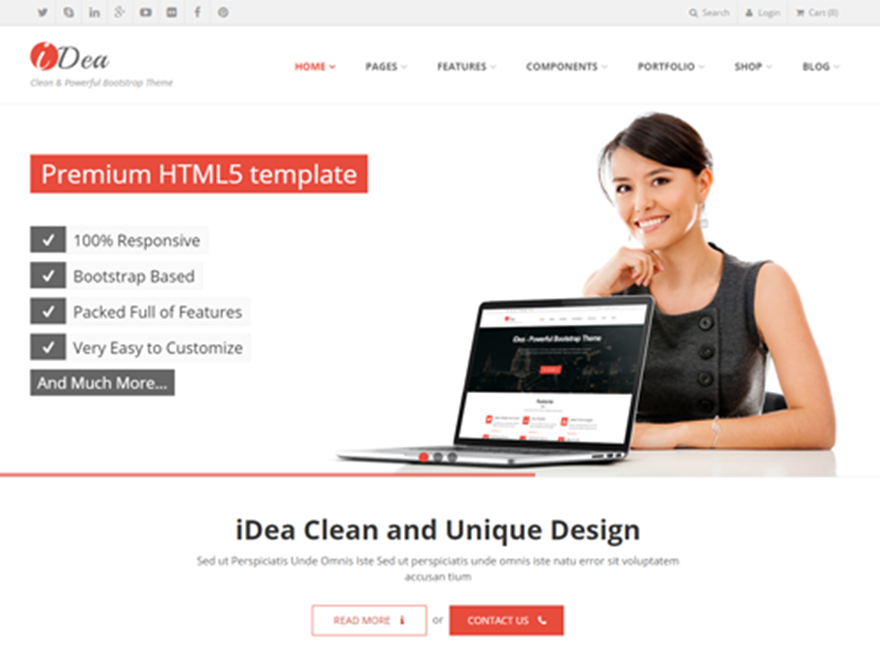 Search Login Cart (0)
iDea
Clean & Powerful Bootstrap Theme
HOME PAGES FEATURES COMPONENTS PORTFOLIO SHOP BLOG
Premium HTML5 template
100% Responsive
Bootstrap Based
Packed Full of Features
Very Easy to Customize
And Much More...
iDea
iDea - Powerful Bootstrap Theme
iDea Clean and Unique Design
Sed ut Perspiciatis Unde Omnis Iste Sed ut perspiciatis unde omnis iste natu error sit voluptatem
accusan tium
READ MORE or CONTACT US